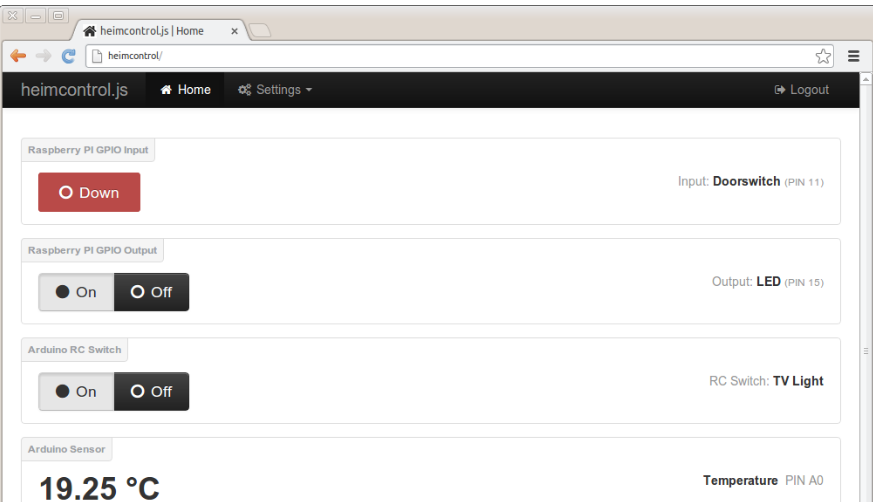 heimcontrol.js | Home
heimcontrol/
heimcontrol.js Home Settings Logout
Raspberry PI GPIO Input
Down Input: Doorswitch (PIN 11)
Raspberry PI GPIO Output
On Off Output: LED (PIN 15)
Arduino RC Switch
On Off RC Switch: TV Light
Arduino Sensor
19.25 °C Temperature PIN A0